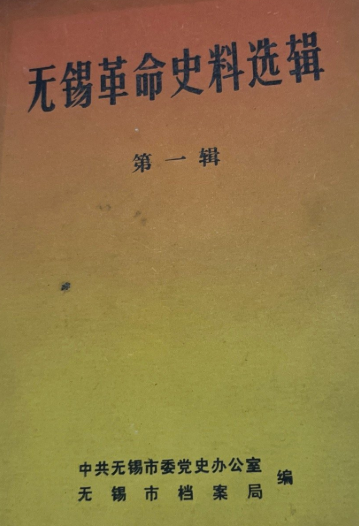 无锡革命史料选辑
第一辑
中共无锡市委党史办公室
无锡市档案局 编